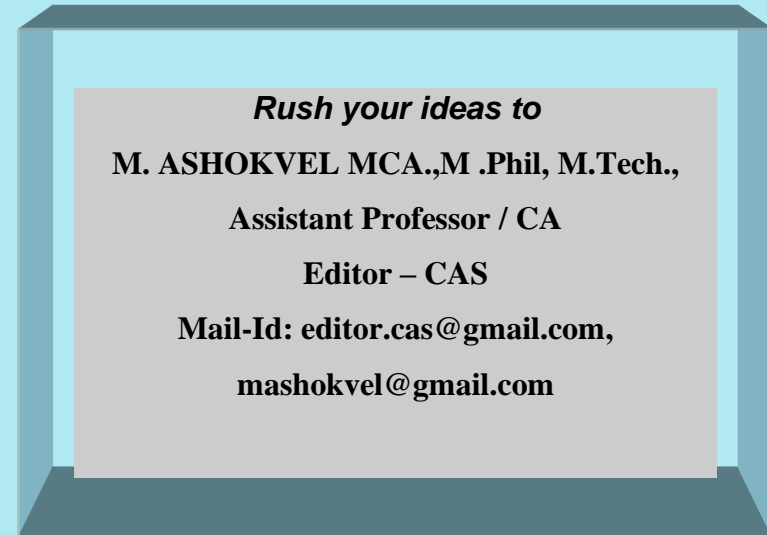 Rush your ideas to
M. ASHOKVEL MCA.,M .Phil, M.Tech.,
Assistant Professor / CA
Editor – CAS
Mail-Id: editor.cas@gmail.com,
mashokvel@gmail.com